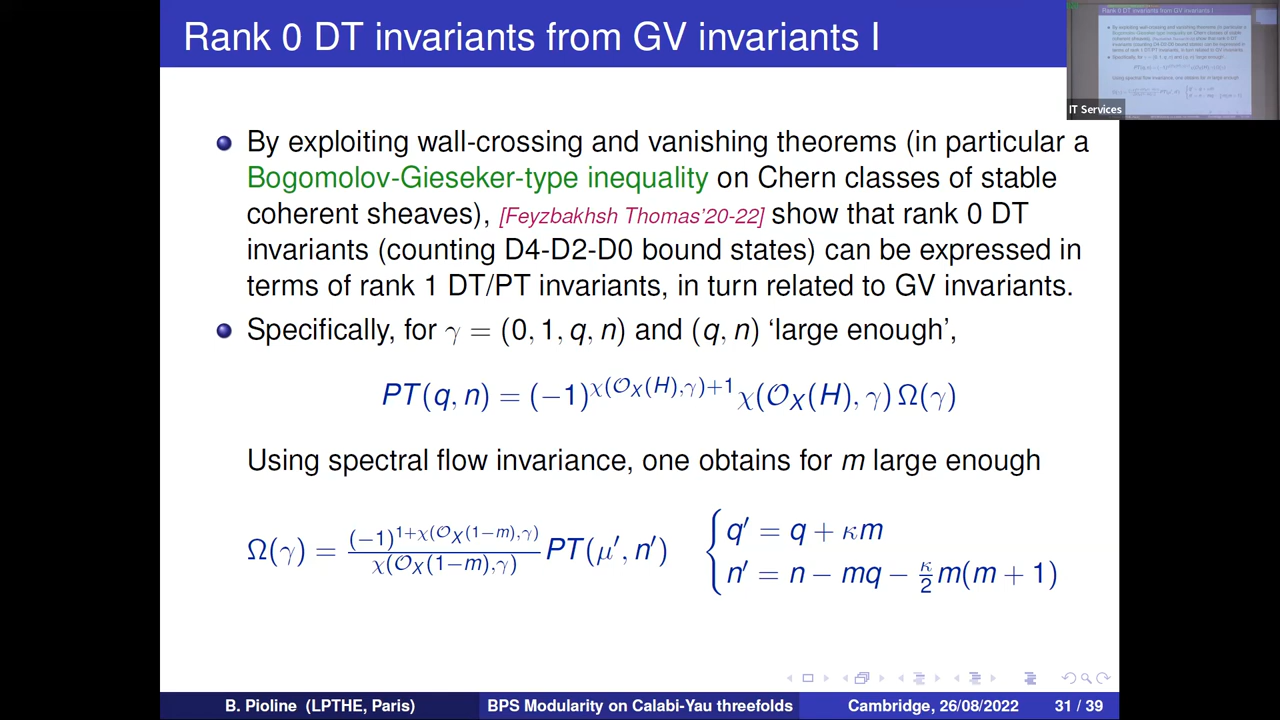 Rank 0 DT invariants from GV invariants I
IT Services
By exploiting wall-crossing and vanishing theorems (in particular a
Bogomolov-Gieseker-type inequality on Chern classes of stable
coherent sheaves), [Feyzbakhsh Thomas'20-22] show that rank 0 DT
invariants (counting D4-D2-D0 bound states) can be expressed in
terms of rank 1 DT/PT invariants, in turn related to GV invariants.
Specifically, for γ = (0, 1, q, n) and (q, n) 'large enough',
PT(q, n) = (−1)^{χ(𝒪_X(H),γ)+1} χ(𝒪_X(H), γ) Ω(γ)
Using spectral flow invariance, one obtains for m large enough
Ω(γ) = \frac{(−1)^{1+χ(𝒪_X(1−m),γ)}}{χ(𝒪_X(1−m),γ)} PT(μ′, n′) { q′ = q + κm
n′ = n − mq − \frac{κ}{2} m(m + 1)
B. Pioline (LPTHE, Paris) BPS Modularity on Calabi-Yau threefolds Cambridge, 26/08/2022 31 / 39